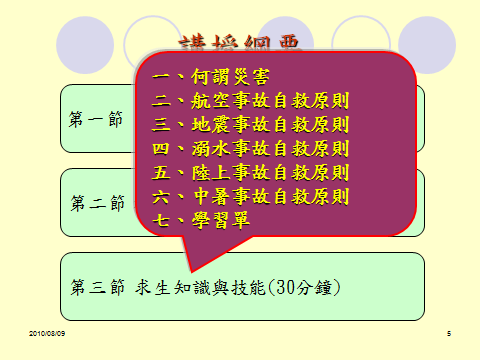 講授綱要
一、何謂災害
二、航空事故自救原則
三、地震事故自救原則
四、溺水事故自救原則
五、陸上事故自救原則
六、中暑事故自救原則
七、學習單
第一節
第二節
第三節 求生知識與技能(30分鐘)
2010/08/09
5